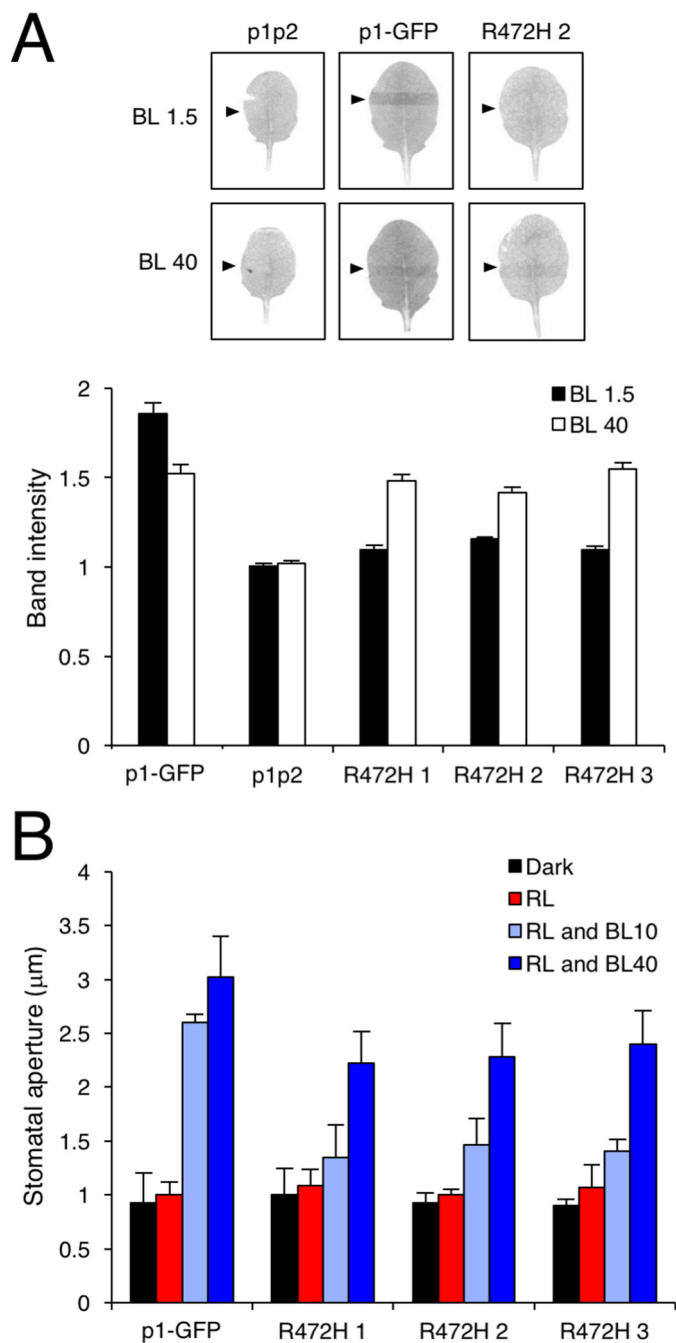 A
p1p2 p1-GFP R472H 2
BL 1.5
BL 40
2
1.5
1
0.5
0
Band intensity
BL 1.5
BL 40
p1-GFP p1p2 R472H 1 R472H 2 R472H 3
B
4
3.5
3
2.5
2
1.5
1
0.5
0
Stomatal aperture (μm)
Dark
RL
RL and BL10
RL and BL40
p1-GFP R472H 1 R472H 2 R472H 3